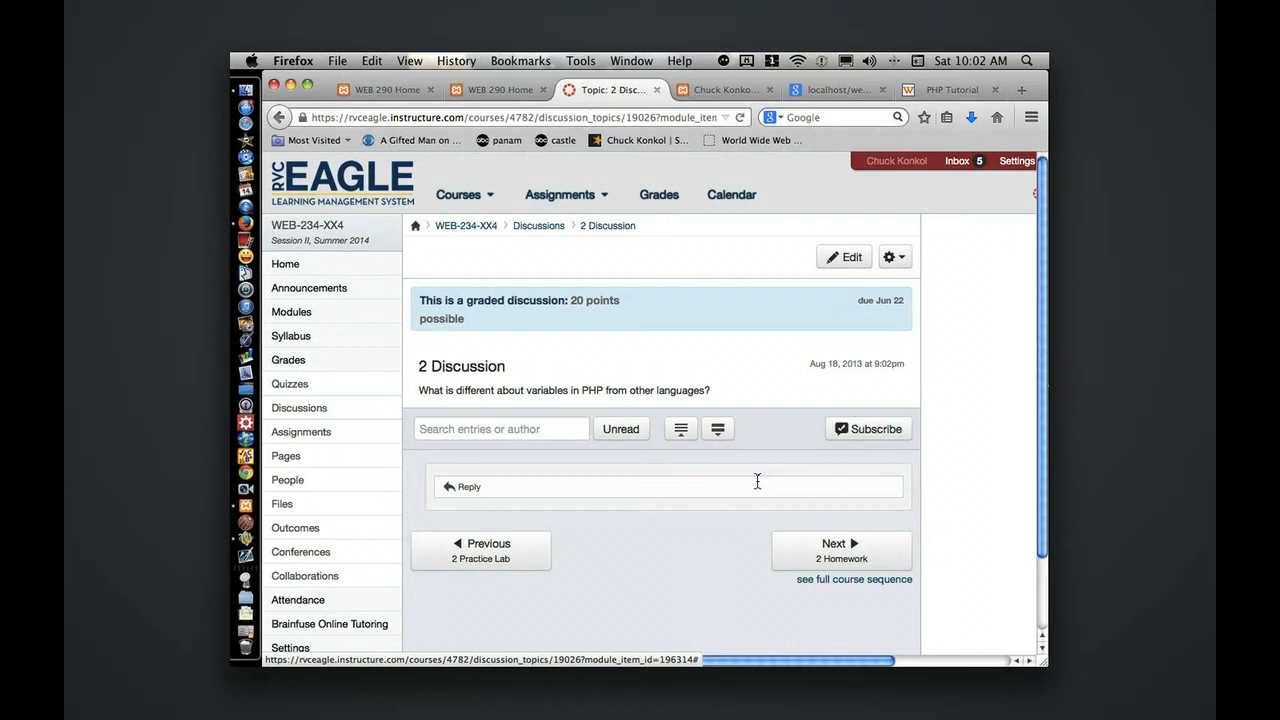 Firefox File Edit View History Bookmarks Tools Window Help Sat 10:02 AM
WEB 290 Home × WEB 290 Home × Topic: 2 Disc... × Chuck Konko... × localhost/we... × PHP Tutorial × +
https://rvceagle.instructure.com/courses/4782/discussion_topics/19026?module_iten
Google
Most Visited A Gifted Man on ... abc panam abc castle Chuck Konkol | S... World Wide Web ...
Chuck Konkol Inbox 5 Settings
RVC EAGLE
LEARNING MANAGEMENT SYSTEM
Courses Assignments Grades Calendar
WEB-234-XX4
Session II, Summer 2014
Home
Announcements
Modules
Syllabus
Grades
Quizzes
Discussions
Assignments
Pages
People
Files
Outcomes
Conferences
Collaborations
Attendance
Brainfuse Online Tutoring
Settings
WEB-234-XX4 Discussions 2 Discussion
Edit
This is a graded discussion: 20 points
possible
due Jun 22
2 Discussion
Aug 18, 2013 at 9:02pm
What is different about variables in PHP from other languages?
Search entries or author Unread Subscribe
Reply
Previous
2 Practice Lab
Next
2 Homework
see full course sequence
https://rvceagle.instructure.com/courses/4782/discussion_topics/19026?module_item_id=196314#